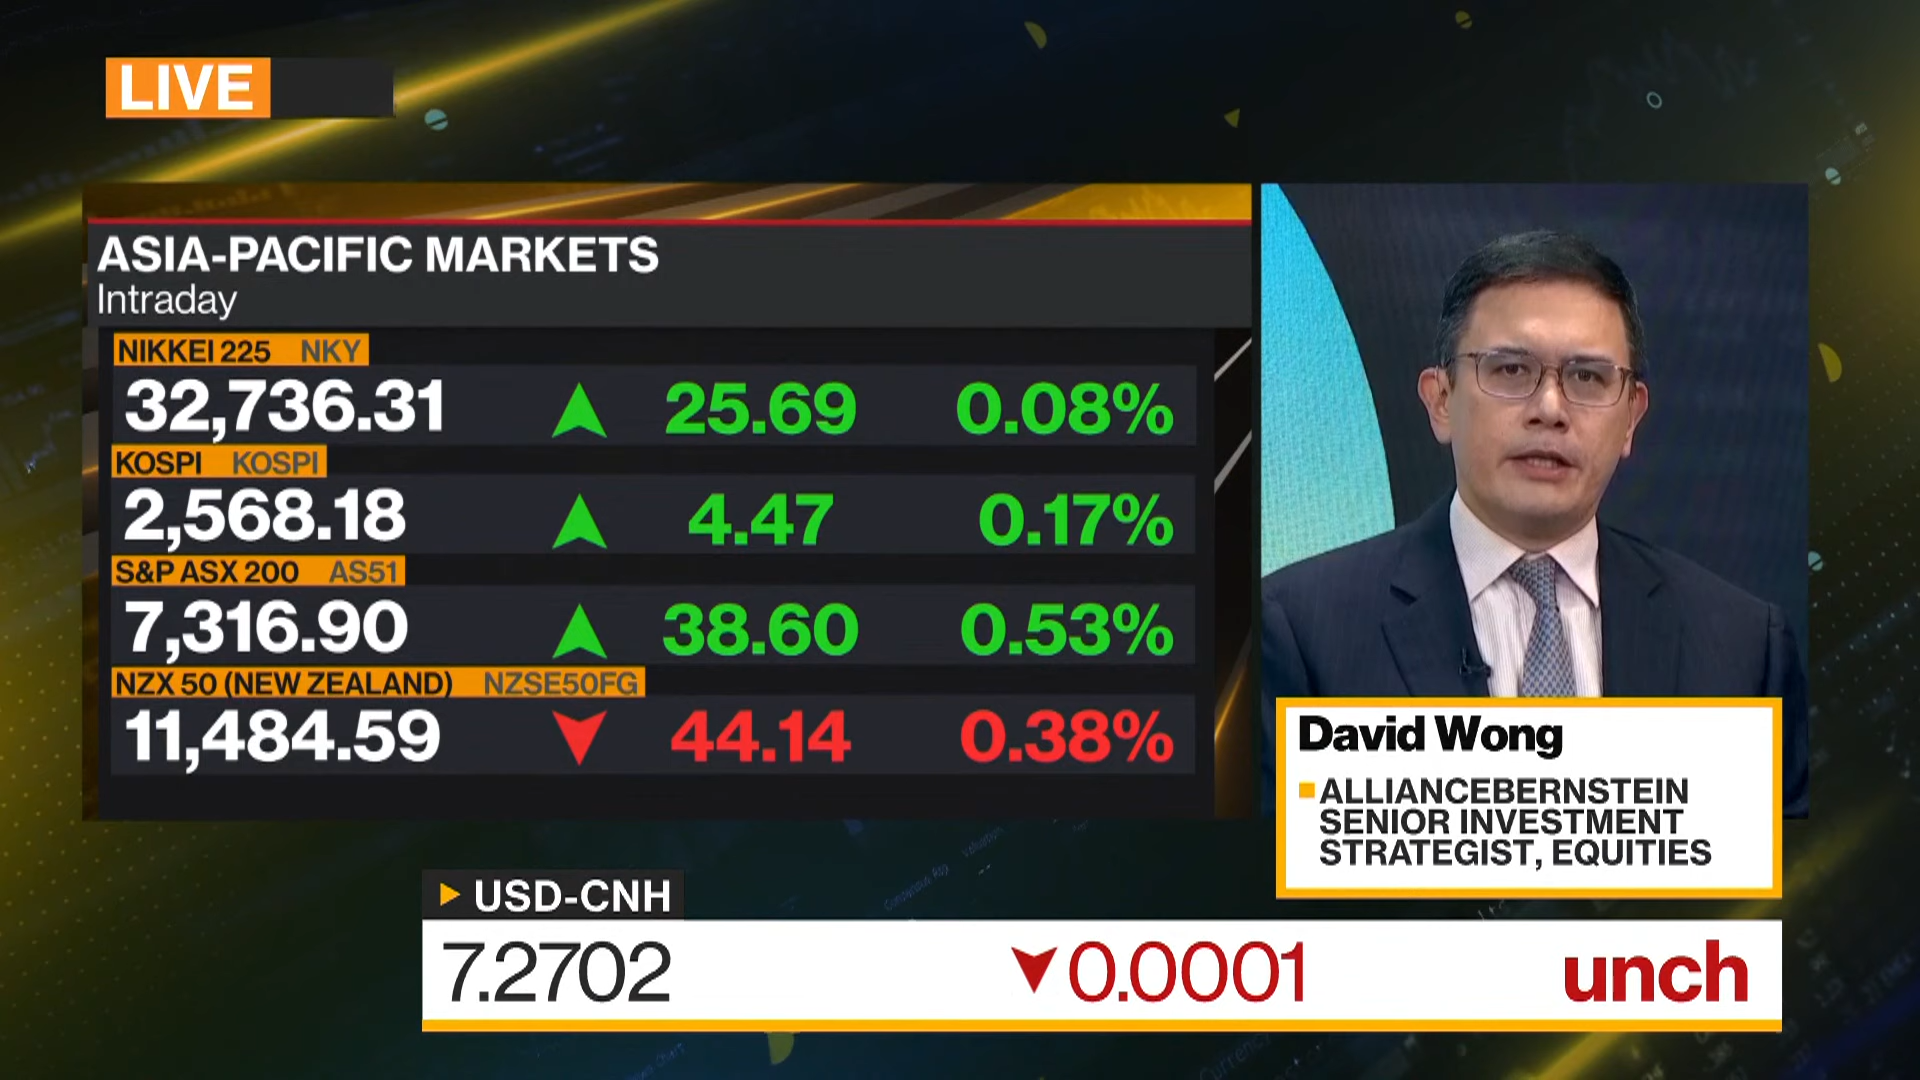 LIVE
ASIA-PACIFIC MARKETS
Intraday
NIKKEI 225 NKY
32,736.31 25.69 0.08%
KOSPI KOSPI
2,568.18 4.47 0.17%
S&P ASX 200 AS51
7,316.90 38.60 0.53%
NZX 50 (NEW ZEALAND) NZSE50FG
11,484.59 44.14 0.38%
David Wong
ALLIANCEBERNSTEIN
SENIOR INVESTMENT
STRATEGIST, EQUITIES
USD-CNH
7.2702 0.0001 unch